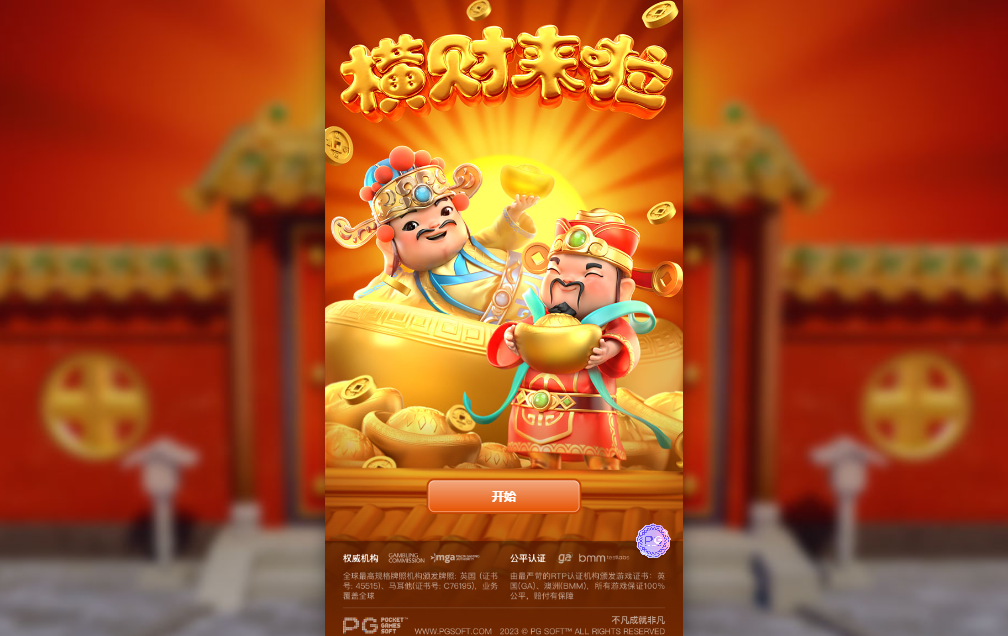 横财来啦
开始
权威机构 GAMBLING COMMISSION mga
公平认证 bmm testlabs
全球最高规格牌照机构颁发牌照: 英国 (证书
号: 45515)、马耳他(证书号: C76195)，业务
覆盖全球
由最严苛的RTP认证机构颁发游戏证书：英
国(GA)、澳洲(BMM)，所有游戏保证100%
公平，赔付有保障
PG POCKET GAMES SOFT
不凡成就非凡
WWW.PGSOFT.COM 2023 © PG SOFT™ ALL RIGHTS RESERVED